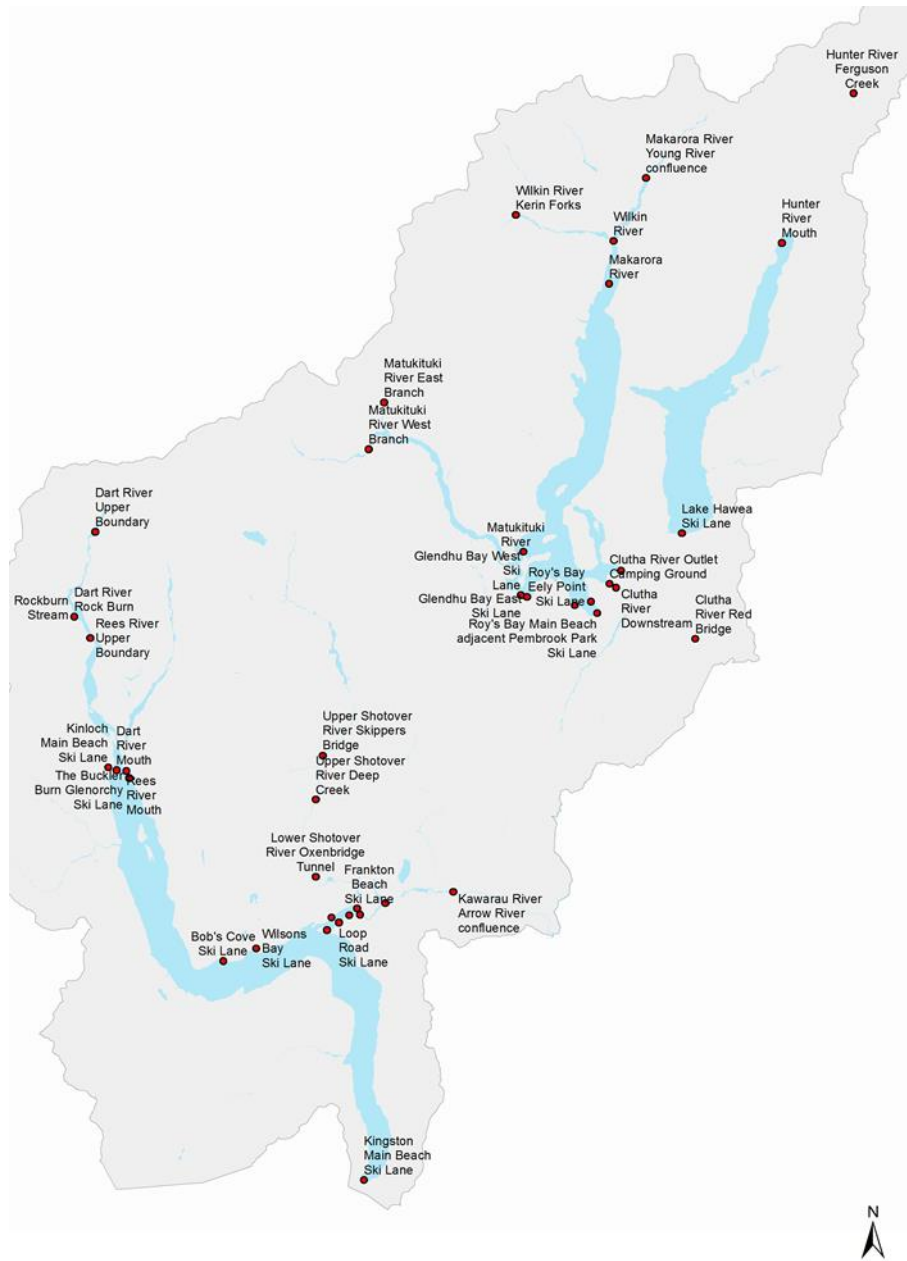 Hunter River
Ferguson
Creek
Makarora River
Young River
confluence
Wilkin River
Kerin Forks
Hunter
River
Mouth
Wilkin
River
Makarora
River
Matukituki
River East
Branch
Matukituki
River West
Branch
Dart River
Upper
Boundary
Lake Hawea
Ski Lane
Matukituki
River
Glendhu Bay West
Ski
Lane
Glendhu Bay East
Ski Lane
Roy's Bay
Eely Point
Ski Lane
Clutha River Outlet
Camping Ground
Clutha
River
Downstream
Clutha
River Red
Bridge
Roy's Bay Main Beach
adjacent Pembrook Park
Ski Lane
Rockburn
Stream
Dart River
Rock Burn
Rees River
Upper
Boundary
Kinloch
Main Beach
Ski Lane
Dart
River
Mouth
The Buckler
Burn Glenorchy
Ski Lane
Rees
River
Mouth
Upper Shotover
River Skippers
Bridge
Upper Shotover
River Deep
Creek
Lower Shotover
River Oxenbridge
Tunnel
Frankton
Beach
Ski Lane
Kawarau River
Arrow River
confluence
Bob's Cove
Ski Lane
Wilsons
Bay
Ski Lane
Loop
Road
Ski Lane
Kingston
Main Beach
Ski Lane
N